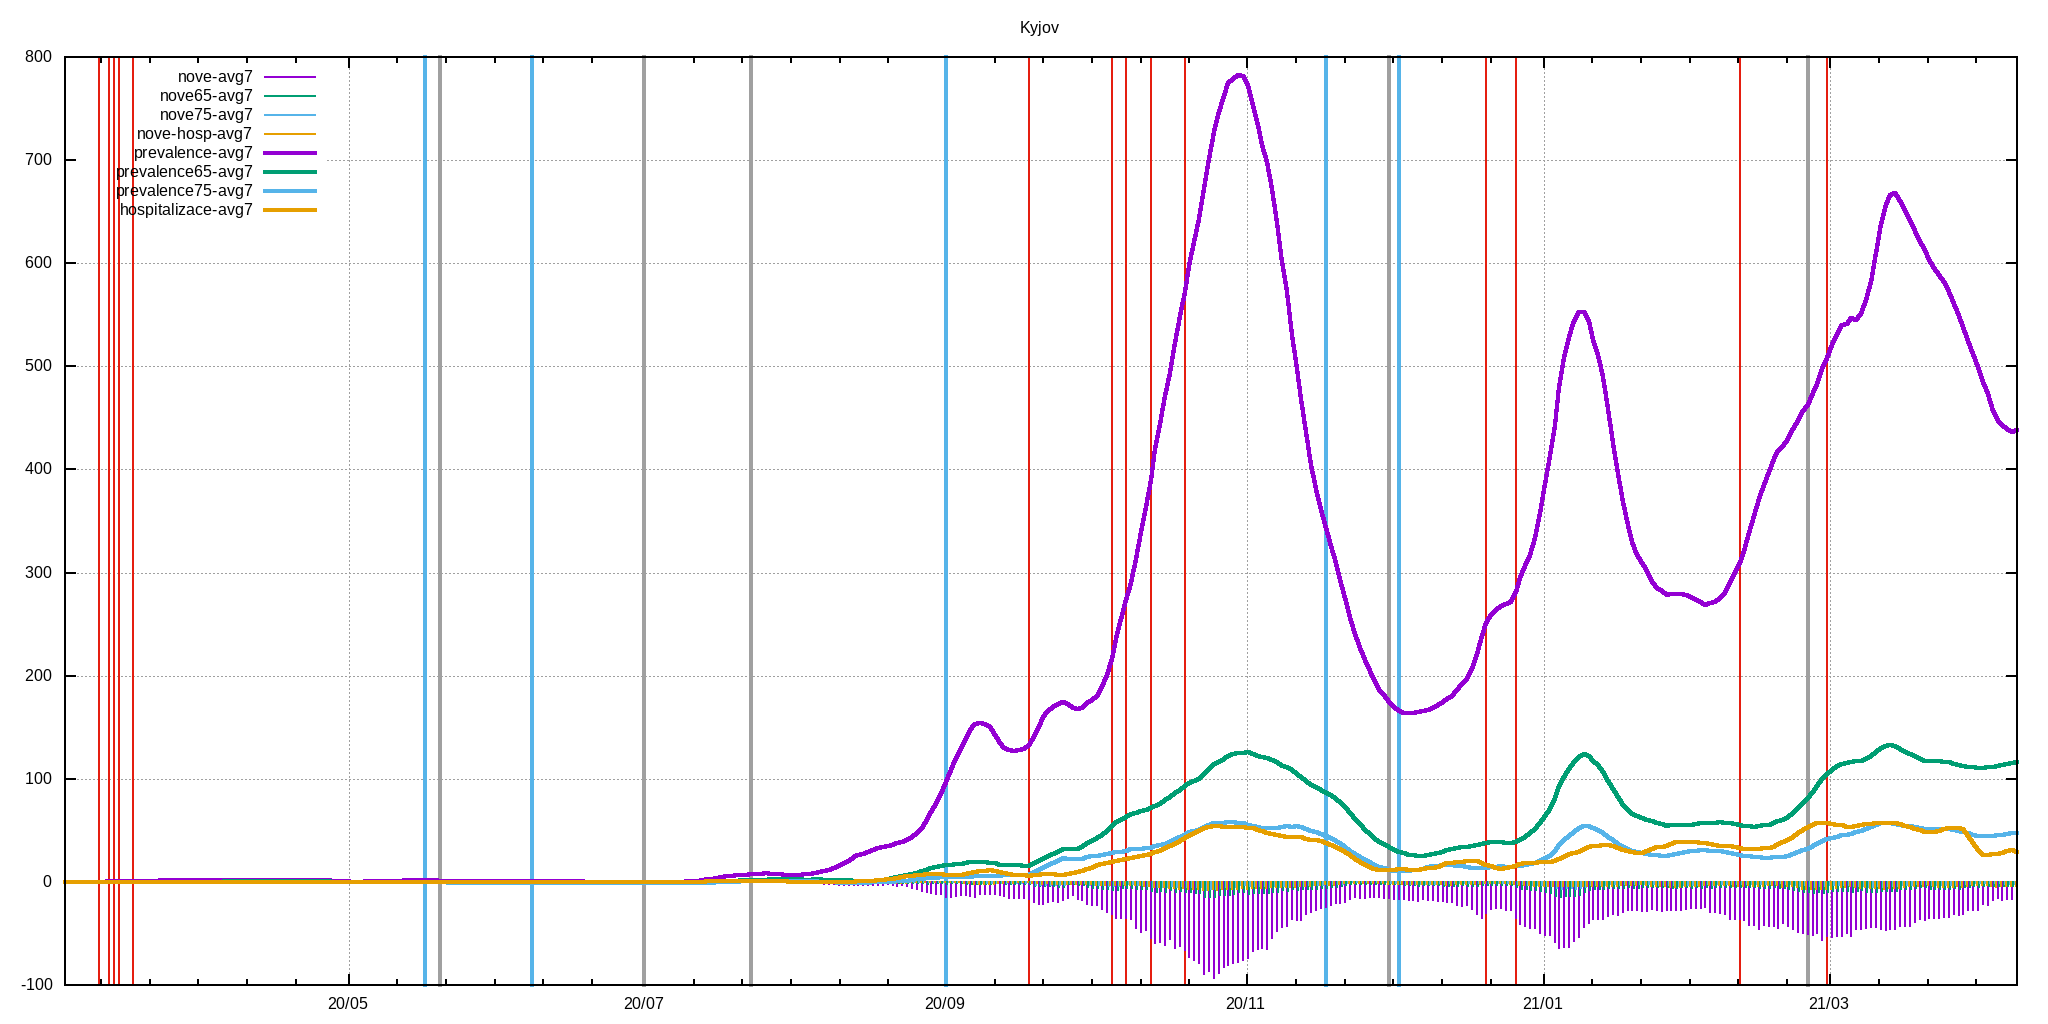 Kyjov
800
700
600
500
400
300
200
100
0
-100
nove-avg7
nove65-avg7
nove75-avg7
nove-hosp-avg7
prevalence-avg7
prevalence65-avg7
prevalence75-avg7
hospitalizace-avg7
20/05
20/07
20/09
20/11
21/01
21/03